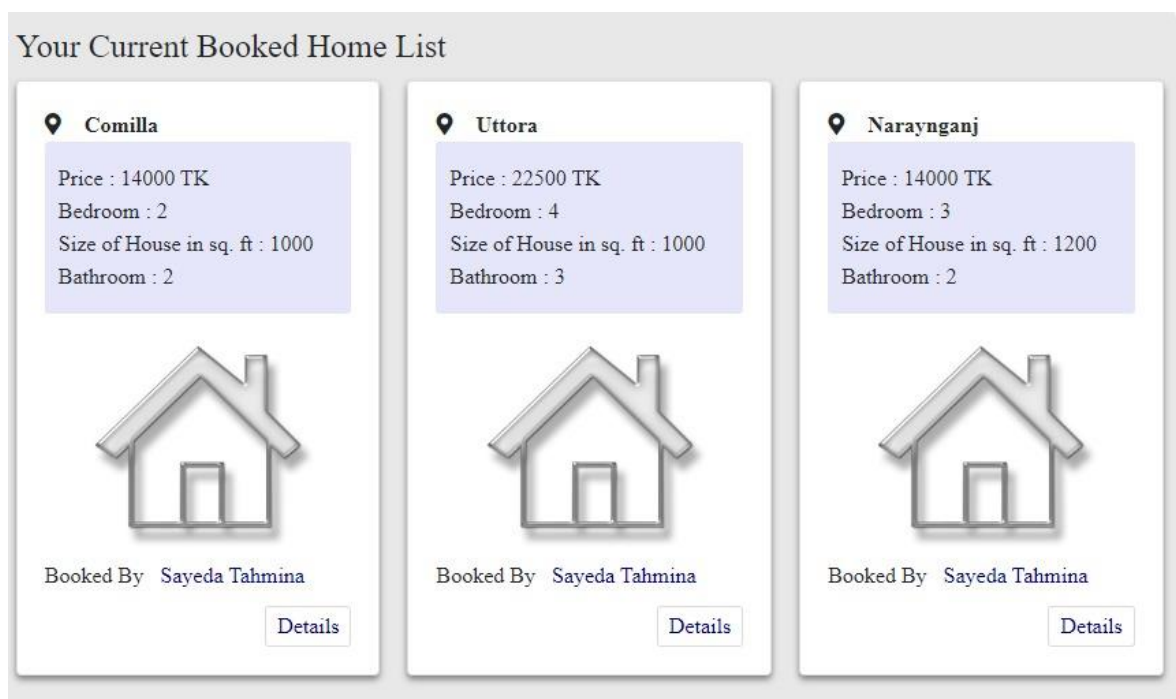 Your Current Booked Home List
Comilla
Price : 14000 TK
Bedroom : 2
Size of House in sq. ft : 1000
Bathroom : 2
Booked By Sayeda Tahmina
Details
Uttora
Price : 22500 TK
Bedroom : 4
Size of House in sq. ft : 1000
Bathroom : 3
Booked By Sayeda Tahmina
Details
Naraynganj
Price : 14000 TK
Bedroom : 3
Size of House in sq. ft : 1200
Bathroom : 2
Booked By Sayeda Tahmina
Details